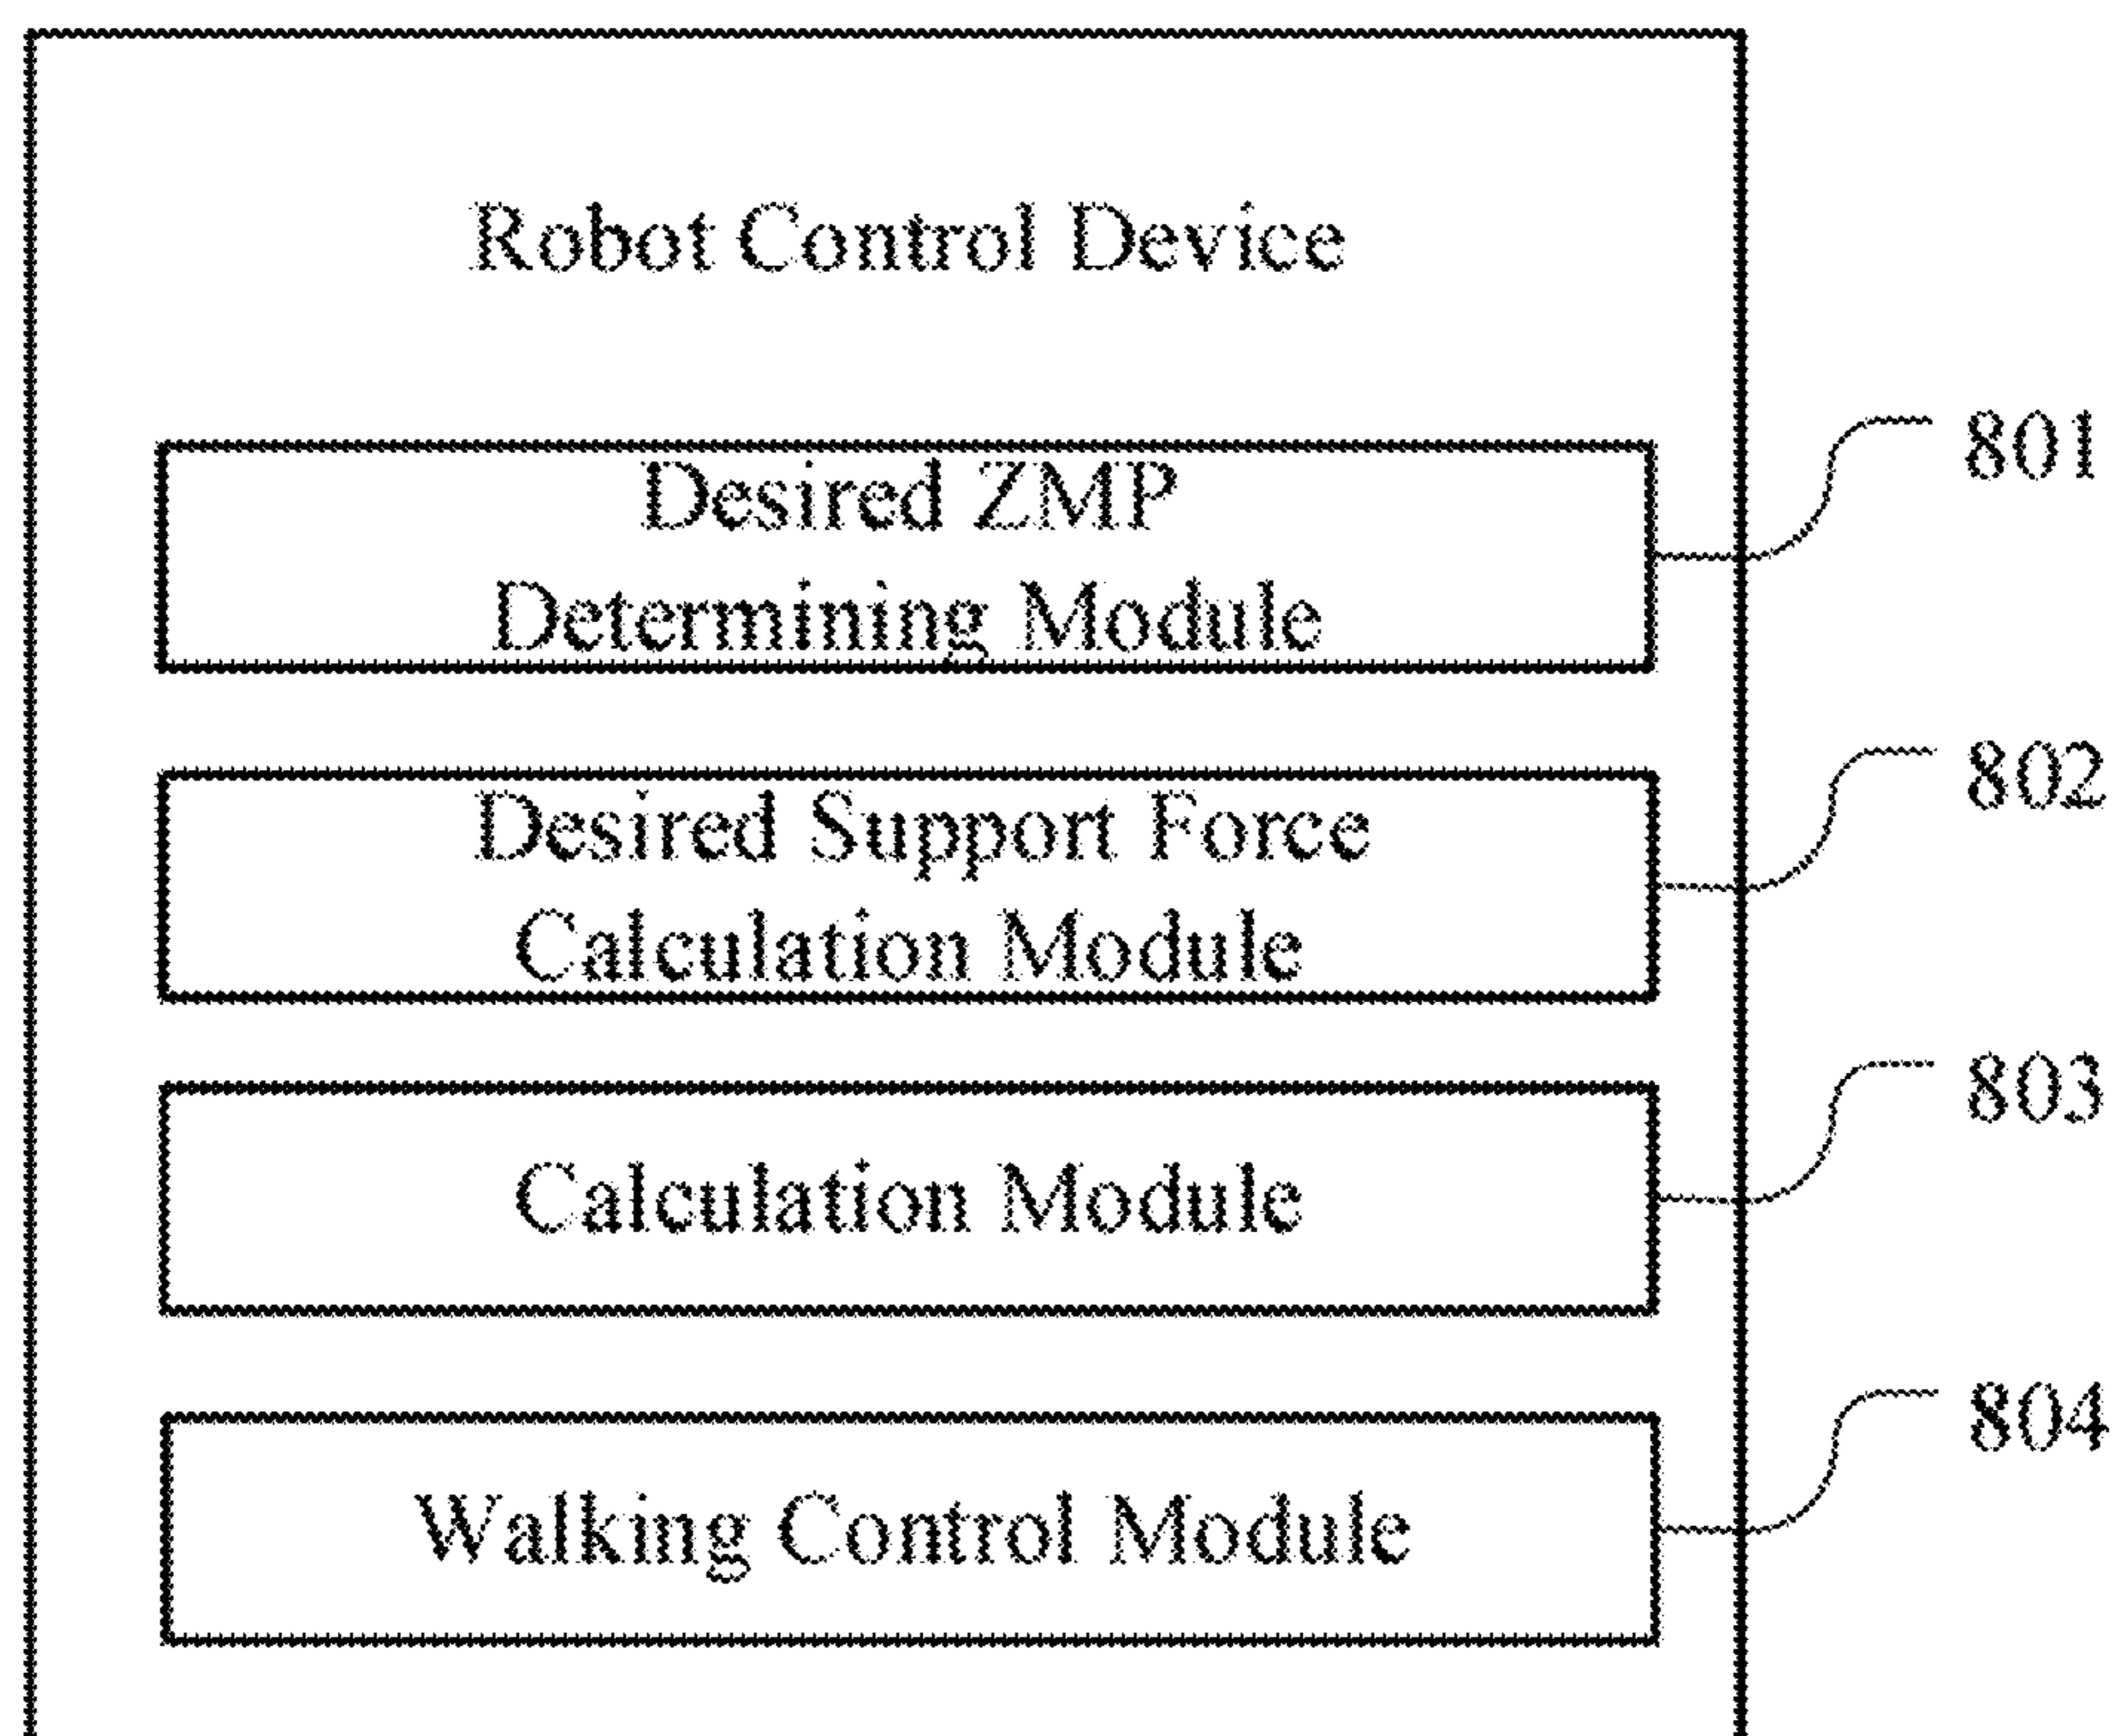 Robot Control Device
801
Desired ZMP
Determining Module
802
Desired Support Force
Calculation Module
803
Calculation Module
804
Walking Control Module